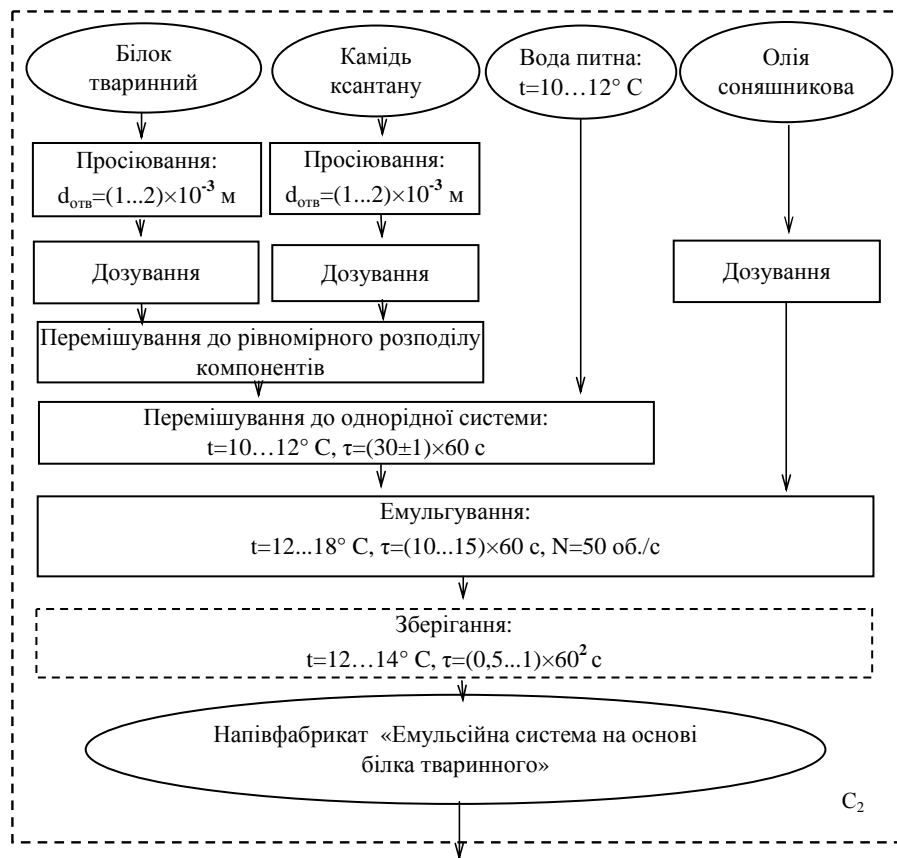 Білок
тваринний
Камідь
ксантану
Вода питна:
t=10…12° С
Олія
соняшникова
Просіювання:
dотв=(1...2)×10⁻³ м
Просіювання:
dотв=(1...2)×10⁻³ м
Дозування
Дозування
Дозування
Перемішування до рівномірного розподілу
компонентів
Перемішування до однорідної системи:
t=10…12° С, τ=(30±1)×60 с
Емульгування:
t=12...18° С, τ=(10...15)×60 с, N=50 об./с
Зберігання:
t=12…14° С, τ=(0,5...1)×60² с
Напівфабрикат «Емульсійна система на основі
білка тваринного»
С₂